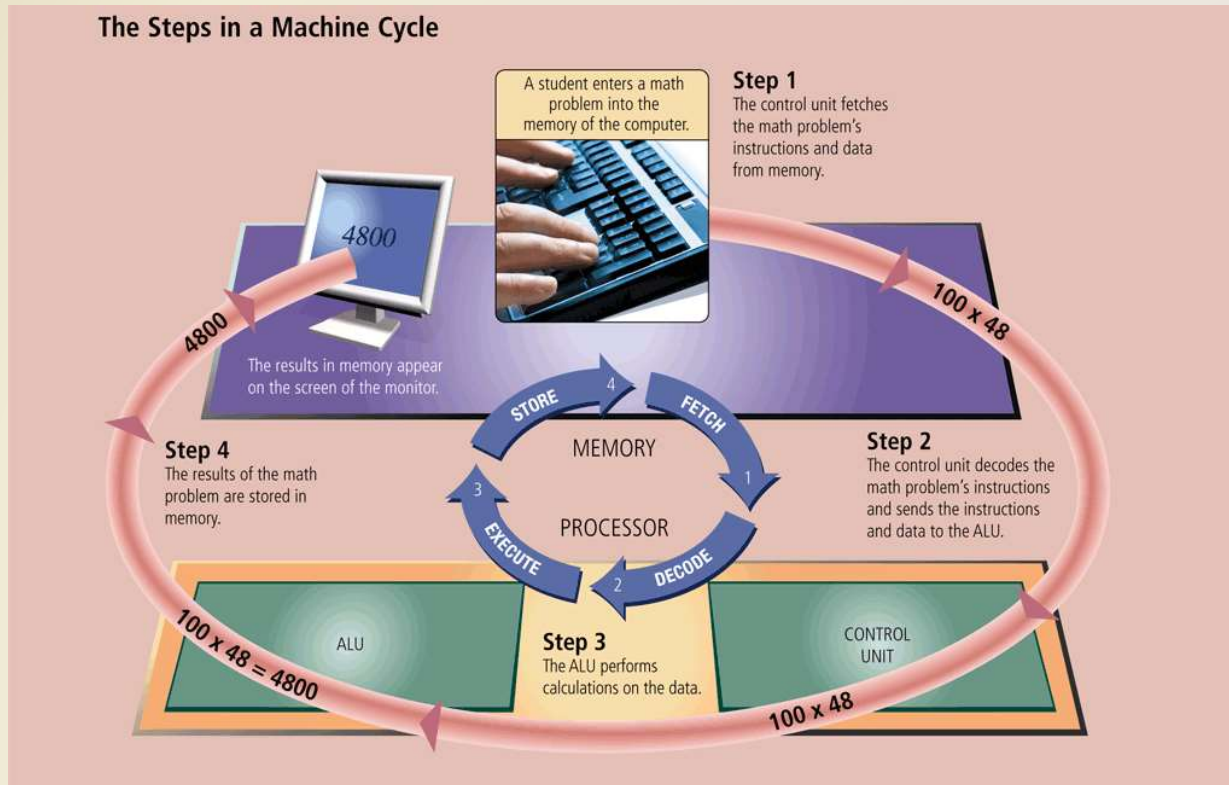 The Steps in a Machine Cycle
A student enters a math
problem into the
memory of the computer.
Step 1
The control unit fetches
the math problem's
instructions and data
from memory.
4800
100 x 48
4800
The results in memory appear
on the screen of the monitor.
4
STORE
FETCH
1
MEMORY
Step 2
The control unit decodes the
math problem's instructions
and sends the instructions
and data to the ALU.
Step 4
The results of the math
problem are stored in
memory.
3
EXECUTE
PROCESSOR
DECODE
2
ALU
Step 3
The ALU performs
calculations on the data.
CONTROL
UNIT
100 x 48
100 x 48 = 4800